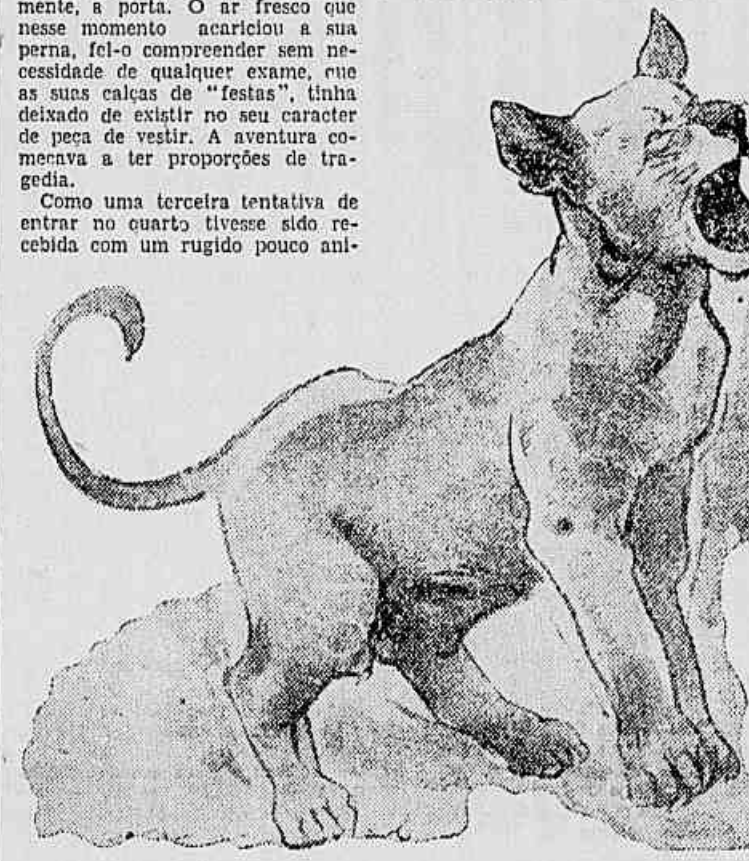 mente, a porta. O ar fresco que
nesse momento acariciou a sua
perna, fel-o compreender sem ne-
cessidade de qualquer exame, que
as suas calças de "festas", tinha
deixado de existir no seu caracter
de peça de vestir. A aventura co-
meçava a ter proporções de tra-
gedia.
Como uma terceira tentativa de
entrar no quarto tivesse sido re-
cebida com um rugido pouco ani-